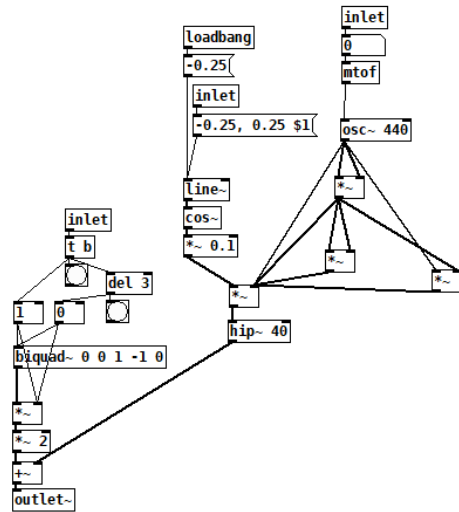 inlet
0
mtof
osc~ 440
*~
*~
*~
loadbang
-0.25
inlet
-0.25, 0.25 $1
line~
cos~
*~ 0.1
*~
hip~ 40
inlet
t b
del 3
1
0
biquad~ 0 0 1 -1 0
*~
*~ 2
+~
outlet~